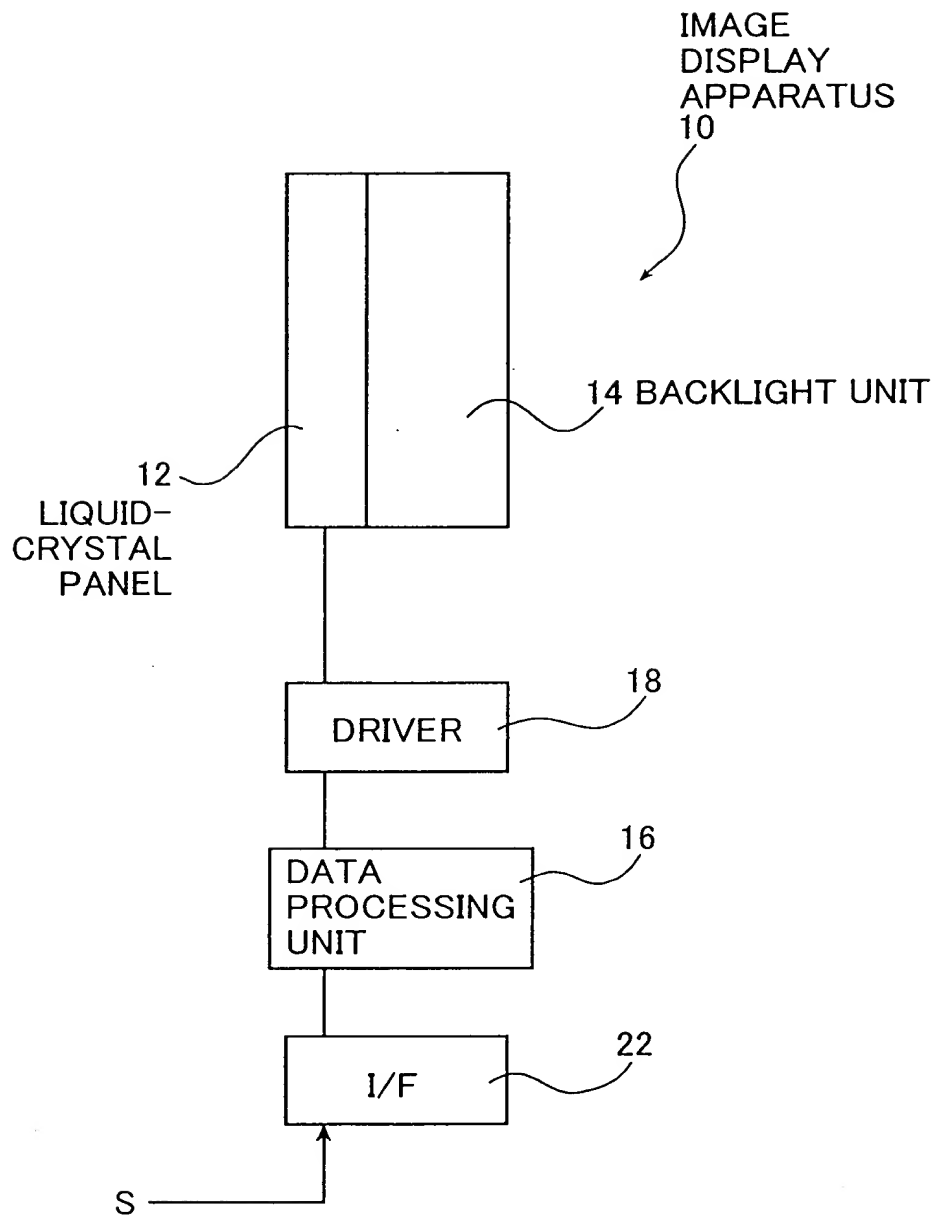 IMAGE
DISPLAY
APPARATUS
10
14 BACKLIGHT UNIT
12
LIQUID-
CRYSTAL
PANEL
18
DRIVER
16
DATA
PROCESSING
UNIT
22
I/F
S